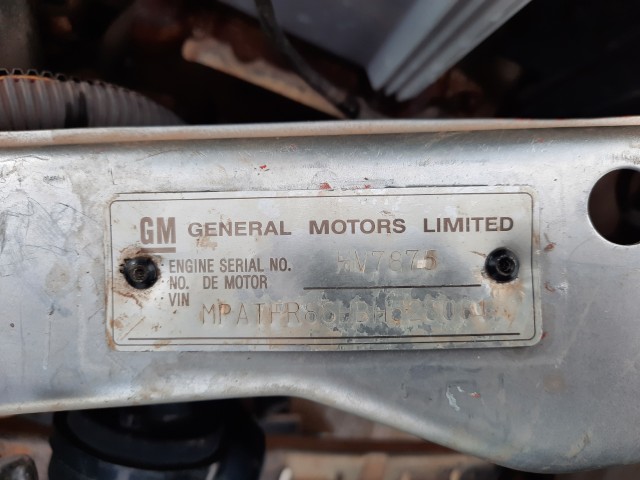 GM GENERAL MOTORS LIMITED
ENGINE SERIAL NO.
NO. DE MOTOR
VIN